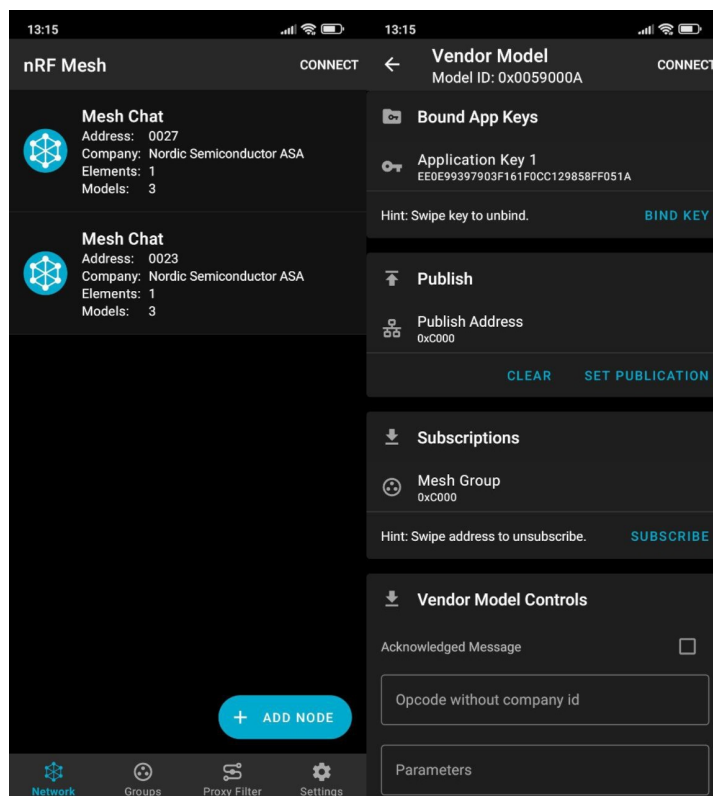 13:15
nRF Mesh
CONNECT
Mesh Chat
Address: 0027
Company: Nordic Semiconductor ASA
Elements: 1
Models: 3
Mesh Chat
Address: 0023
Company: Nordic Semiconductor ASA
Elements: 1
Models: 3
+ ADD NODE
Network
Groups
Proxy Filter
Settings
13:15
Vendor Model
Model ID: 0x0059000A
CONNECT
Bound App Keys
Application Key 1
EE0E99397903F161F0CC129858FF051A
Hint: Swipe key to unbind.
BIND KEY
Publish
Publish Address
0xC000
CLEAR
SET PUBLICATION
Subscriptions
Mesh Group
0xC000
Hint: Swipe address to unsubscribe.
SUBSCRIBE
Vendor Model Controls
Acknowledged Message
Opcode without company id
Parameters